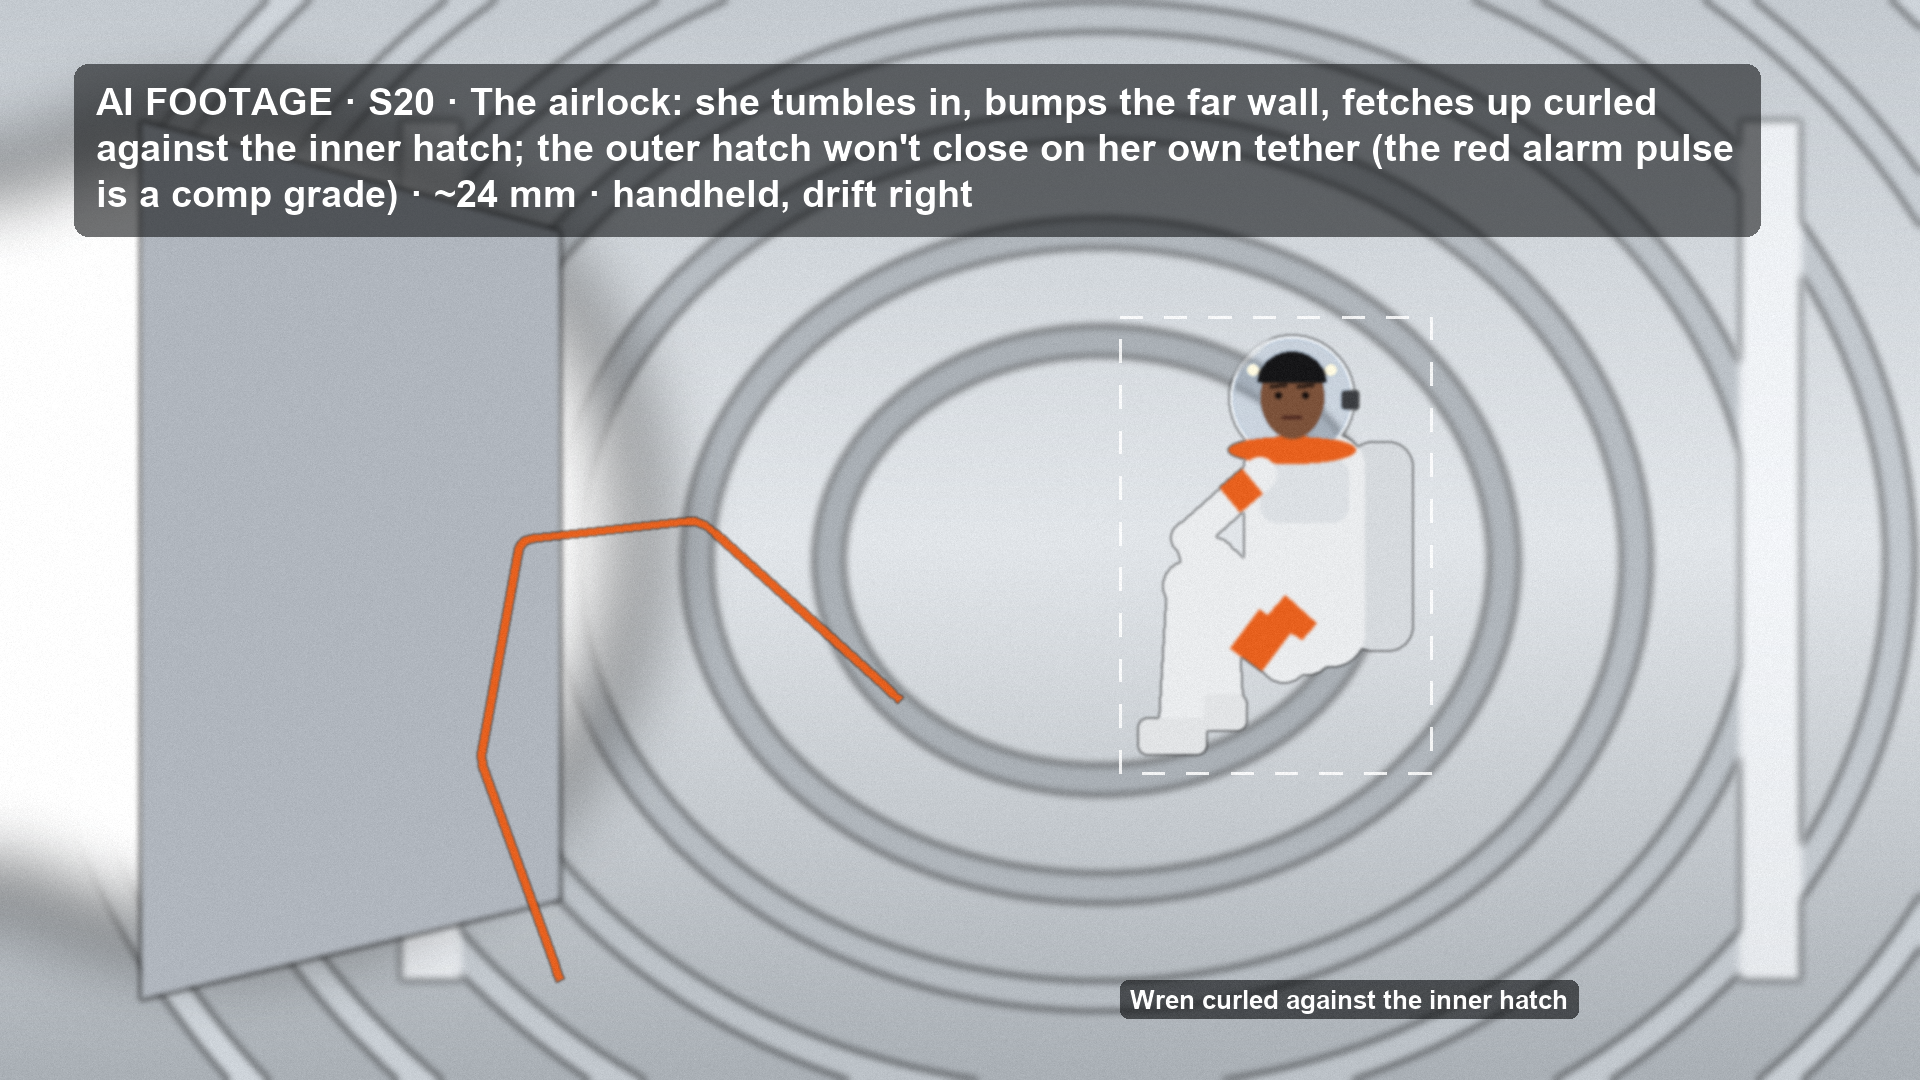 AI FOOTAGE · S20 · The airlock: she tumbles in, bumps the far wall, fetches up curled
against the inner hatch; the outer hatch won't close on her own tether (the red alarm pulse
is a comp grade) · ~24 mm · handheld, drift right
Wren curled against the inner hatch